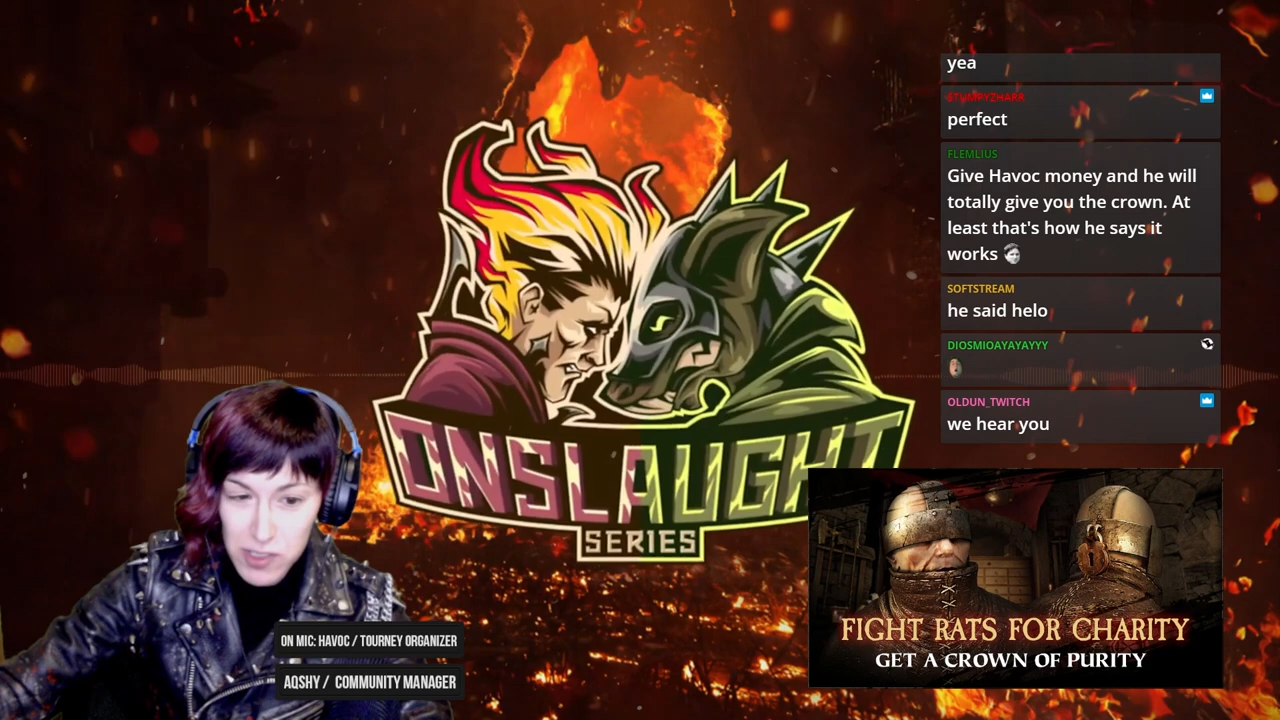 yea
STUMPYZHARR
perfect
FLEMLIUS
Give Havoc money and he will
totally give you the crown. At
least that's how he says it
works
SOFTSTREAM
he said helo
DIOSMIOAYAYAYYY
OLDUN_TWITCH
we hear you
ONSLAUGHT
SERIES
FIGHT RATS FOR CHARITY
GET A CROWN OF PURITY
ON MIC: HAVOC / TOURNEY ORGANIZER
AQSHY / COMMUNITY MANAGER